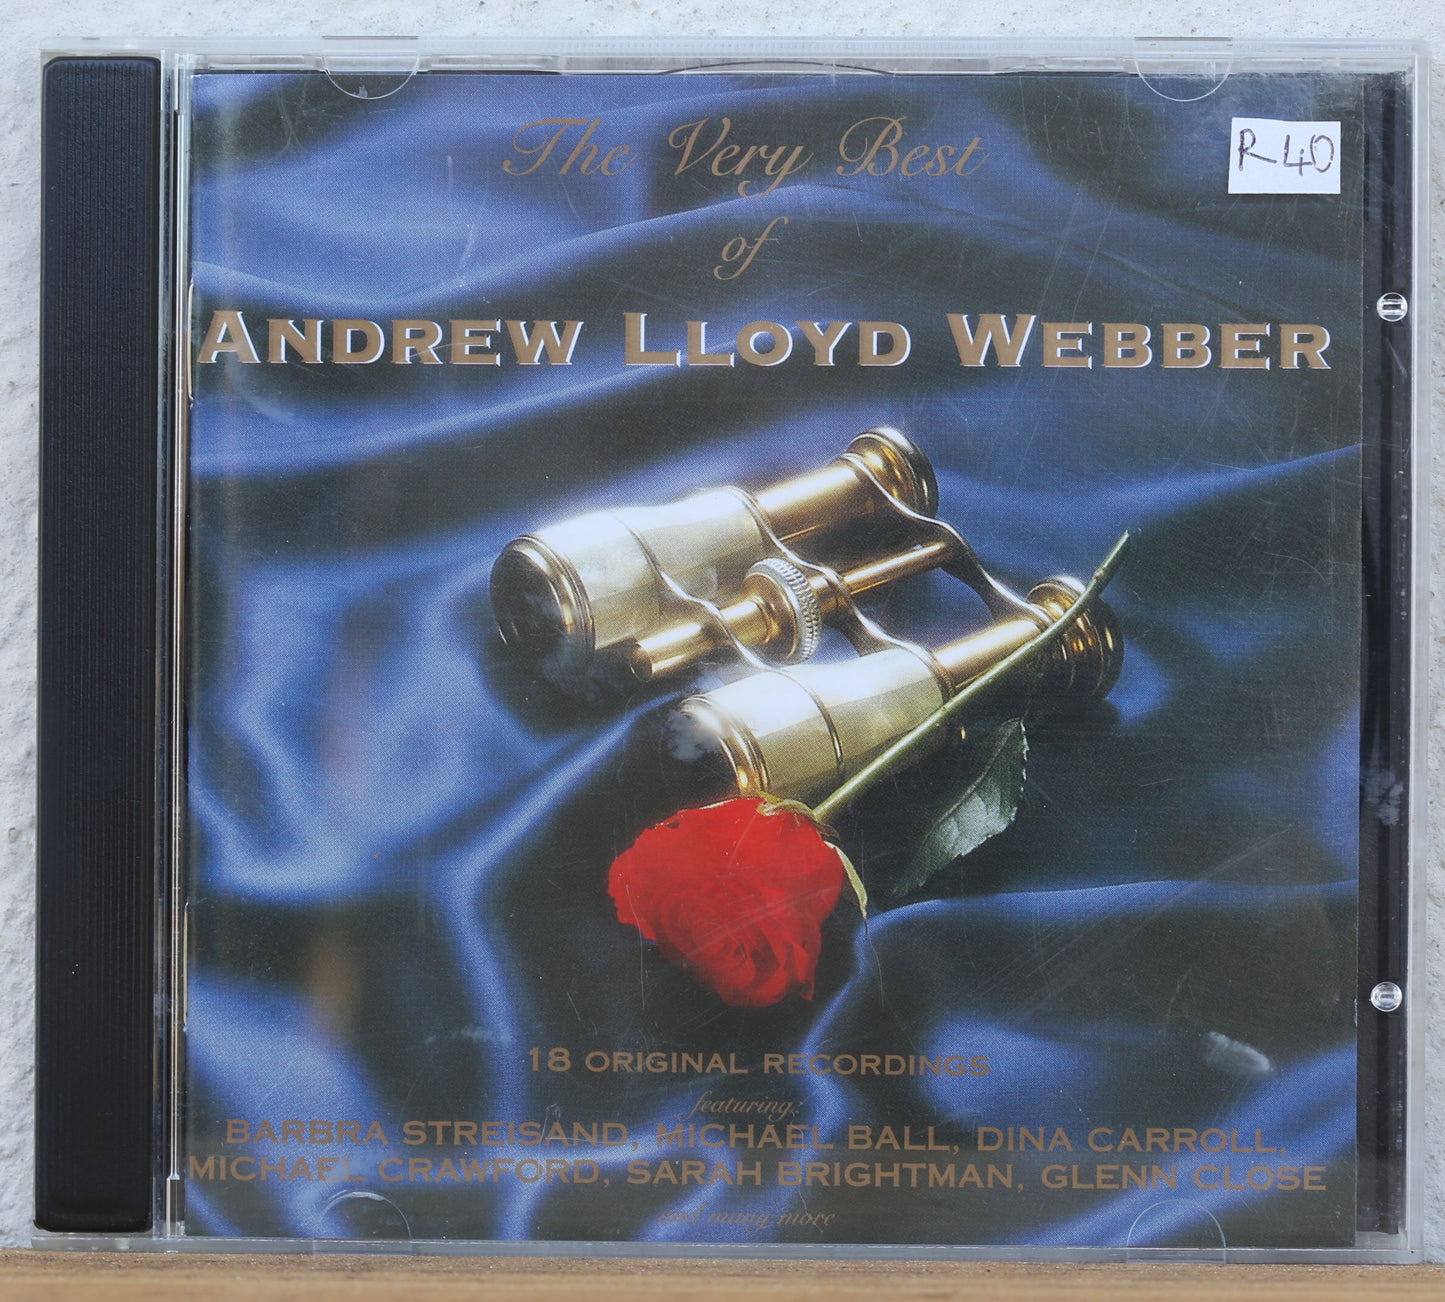 The Very Best
R40
of
ANDREW LLOYD WEBBER
18 ORIGINAL RECORDINGS
featuring:
BARBRA STREISAND, MICHAEL BALL, DINA CARROLL,
MICHAEL CRAWFORD, SARAH BRIGHTMAN, GLENN CLOSE
and many more